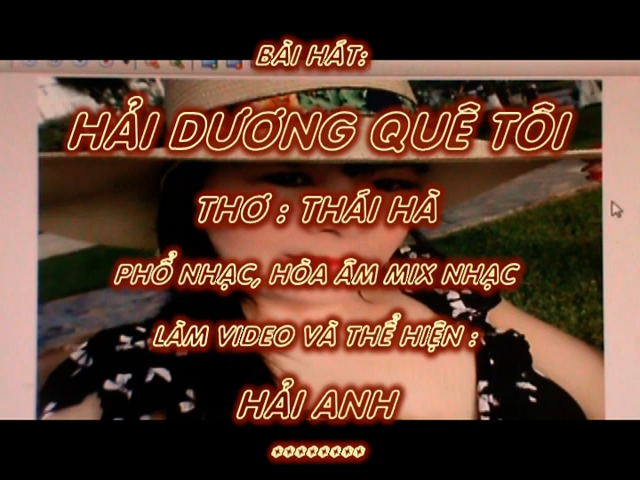 BÀI HÁT:
HẢI DƯƠNG QUÊ TÔI
THƠ : THÁI HÀ
PHỔ NHẠC, HÒA ÂM MIX NHẠC
LÀM VIDEO VÀ THỂ HIỆN :
HẢI ANH
********